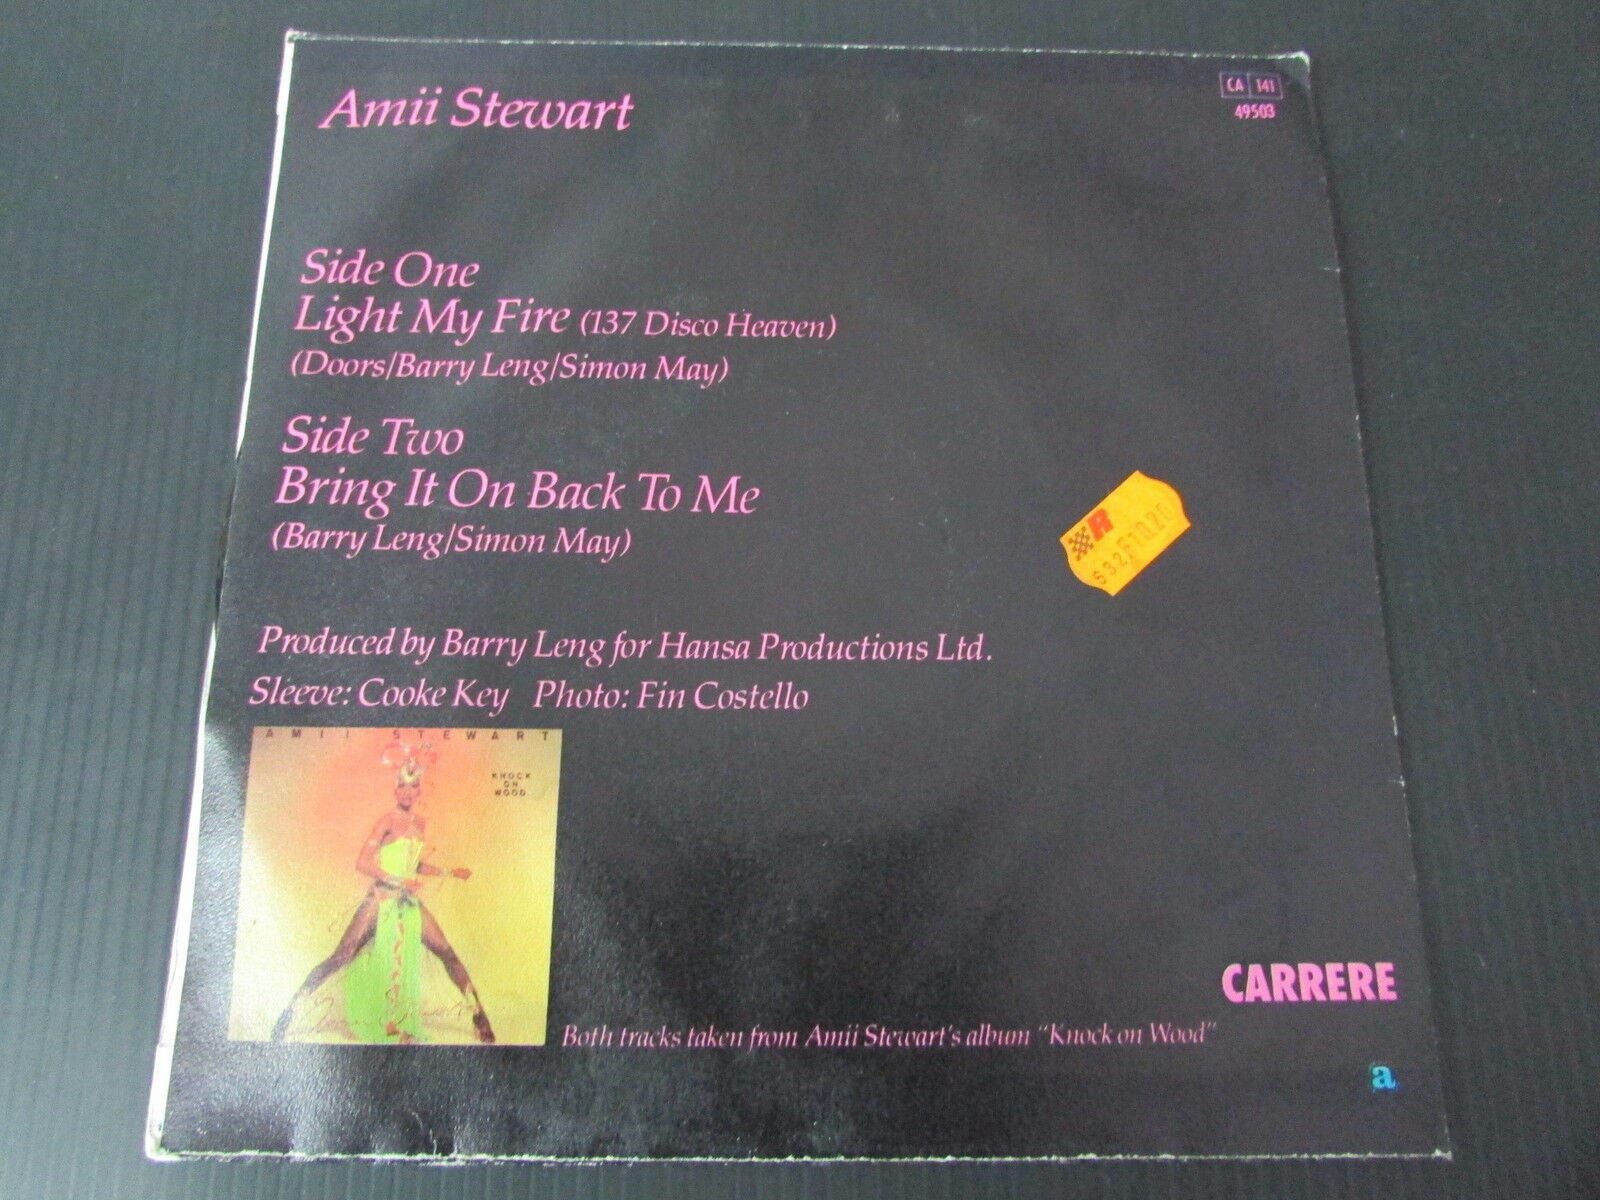 Amii Stewart
CA 141
49503
Side One
Light My Fire (137 Disco Heaven)
(Doors/Barry Leng/Simon May)
Side Two
Bring It On Back To Me
(Barry Leng/Simon May)
R
Produced by Barry Leng for Hansa Productions Ltd.
Sleeve: Cooke Key Photo: Fin Costello
AMII STEWART
KNOCK
ON
WOOD
CARRERE
Both tracks taken from Amii Stewart's album "Knock on Wood"
a